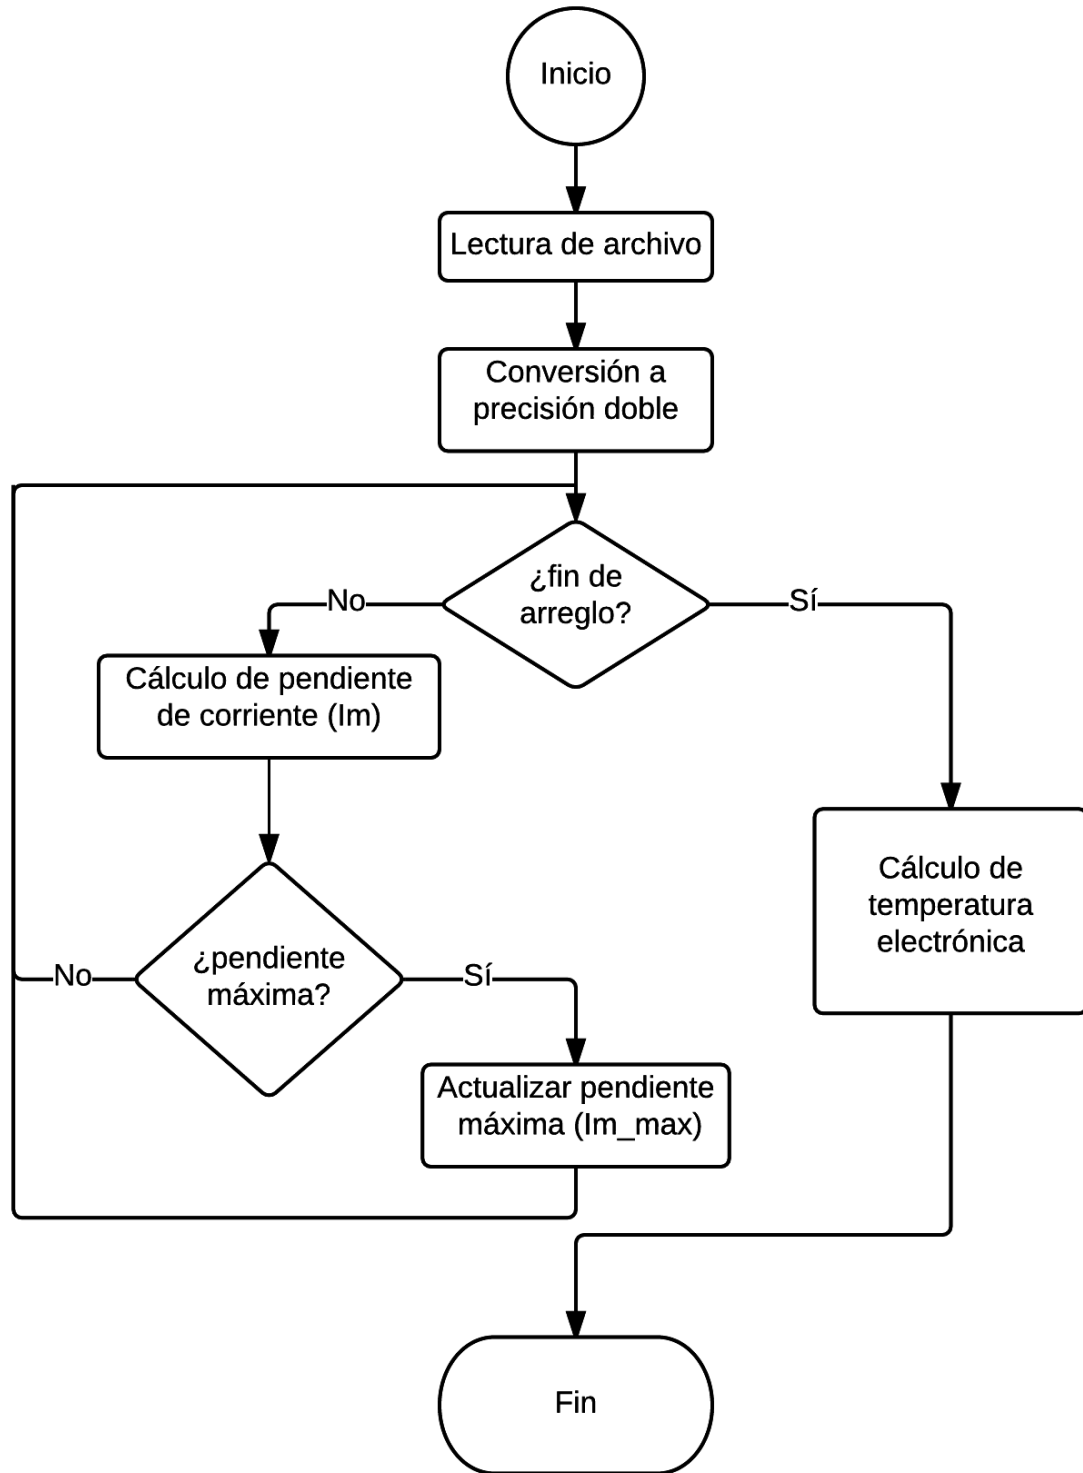 Inicio
Lectura de archivo
Conversión a
precisión doble
¿fin de
arreglo?
No
Sí
Cálculo de pendiente
de corriente (Im)
Cálculo de
temperatura
electrónica
¿pendiente
máxima?
No
Sí
Actualizar pendiente
máxima (Im_max)
Fin